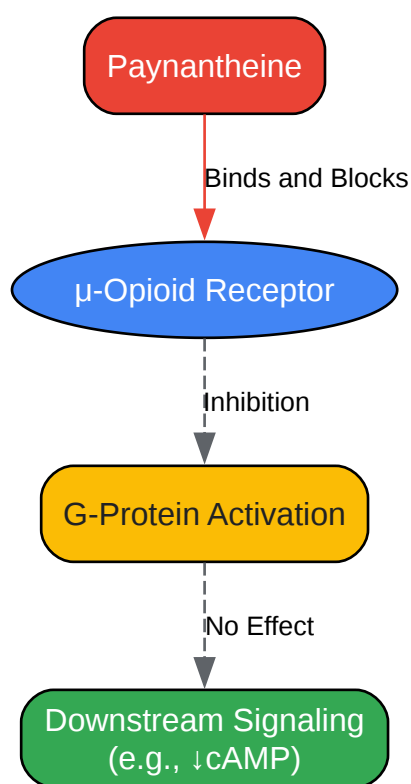 Paynantheine
Binds and Blocks
μ-Opioid Receptor
Inhibition
G-Protein Activation
No Effect
Downstream Signaling
(e.g., ↓cAMP)